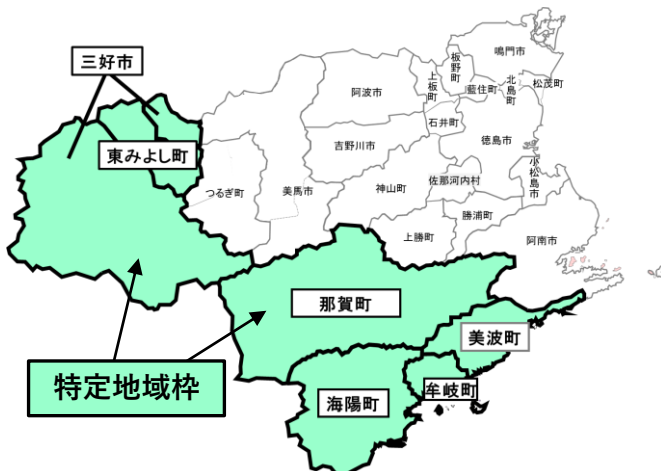 三好市
鳴門市
板野町
上板町
北島町
松茂町
藍住町
阿波市
石井町
徳島市
吉野川市
東みよし町
つるぎ町
美馬市
神山町
佐那河内村
小松島市
勝浦町
上勝町
阿南市
那賀町
美波町
特定地域枠
海陽町
牟岐町